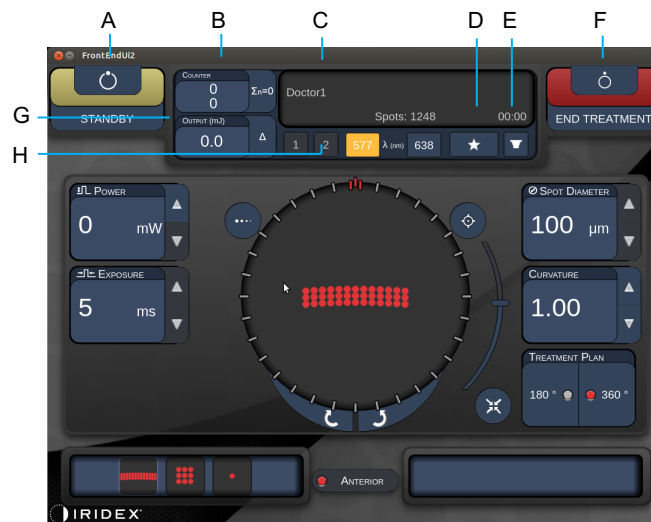 A B C D E F
FrontEndUi2
COUNTER
0
0
Σn=0
STANDBY
Doctor1
Spots: 1248 00:00
END TREATMENT
G
OUTPUT (mJ)
0.0 Δ
H
1 2 577 λ (nm) 638
POWER
0 mW
EXPOSURE
5 ms
SPOT DIAMETER
100 μm
CURVATURE
1.00
TREATMENT PLAN
180 ° 360 °
ANTERIOR
IRIDEX